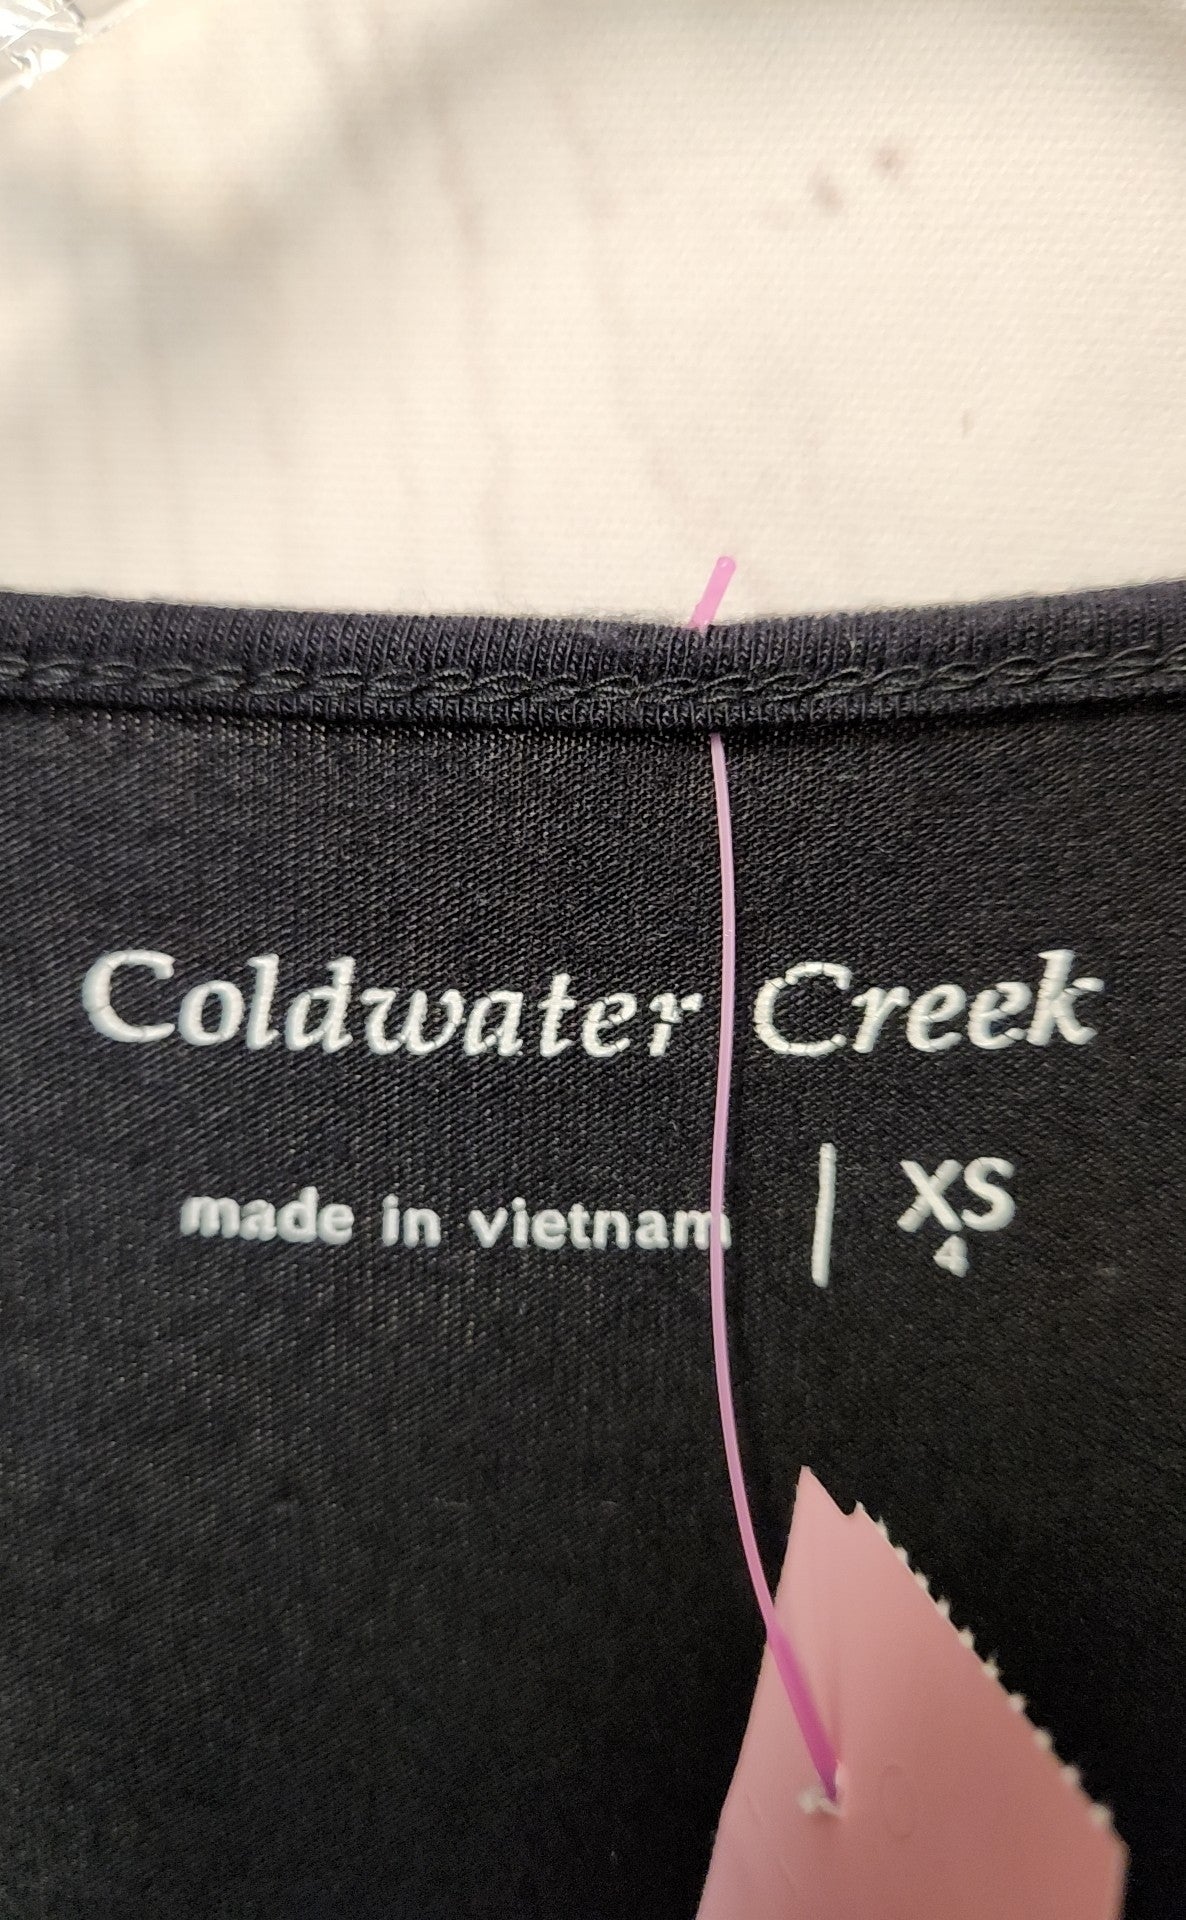 Coldwater Creek
made in vietnam | XS
4